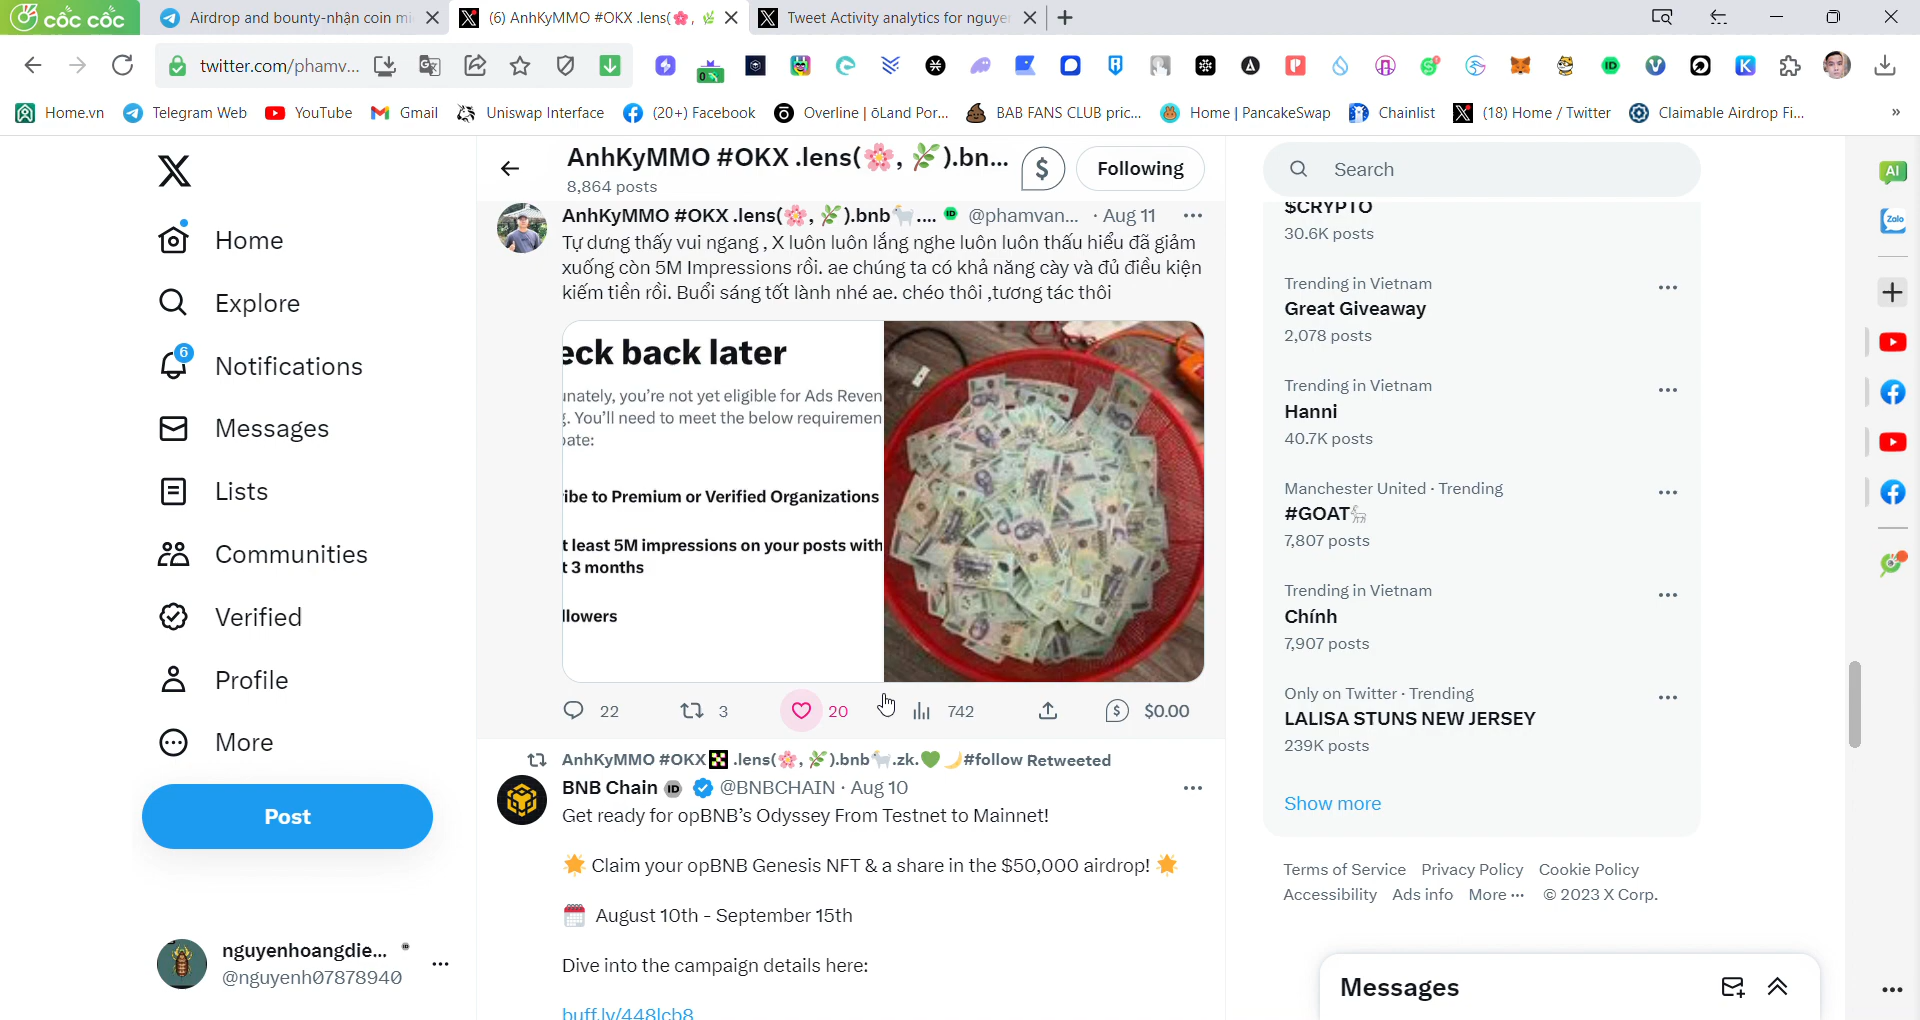 cốc cốc
Airdrop and bounty-nhận coin mi
(6) AnhKyMMO #OKX .lens(🌸, 🌿
Tweet Activity analytics for nguye
twitter.com/phamv...
Home.vn
Telegram Web
YouTube
Gmail
Uniswap Interface
(20+) Facebook
Overline | ōLand Por...
BAB FANS CLUB pric...
Home | PancakeSwap
Chainlist
(18) Home / Twitter
Claimable Airdrop Fi...
Home
Explore
6
Notifications
Messages
Lists
Communities
Verified
Profile
More
Post
nguyenhoangdie...
@nguyenh07878940
AnhKyMMO #OKX .lens(🌸, 🌿).bn...
8,864 posts
$
Following
AnhKyMMO #OKX .lens(🌸, 🌿).bnb🐐.... @phamvan... · Aug 11
Tự dưng thấy vui ngang , X luôn luôn lắng nghe luôn luôn thấu hiểu đã giảm
xuống còn 5M Impressions rồi. ae chúng ta có khả năng cày và đủ điều kiện
kiếm tiền rồi. Buổi sáng tốt lành nhé ae. chéo thôi ,tương tác thôi
eck back later
unately, you're not yet eligible for Ads Reven
g. You'll need to meet the below requiremen
pate:
ribe to Premium or Verified Organizations
t least 5M impressions on your posts with
t 3 months
llowers
22
3
20
742
$0.00
AnhKyMMO #OKX .lens(🌸, 🌿).bnb🐐.zk.💚🌙#follow Retweeted
BNB Chain @BNBCHAIN · Aug 10
Get ready for opBNB's Odyssey From Testnet to Mainnet!
🌟 Claim your opBNB Genesis NFT & a share in the $50,000 airdrop! 🌟
🗓️ August 10th - September 15th
Dive into the campaign details here:
buff.ly/448lcb8
Search
$CRYPTO
30.6K posts
Trending in Vietnam
Great Giveaway
2,078 posts
Trending in Vietnam
Hanni
40.7K posts
Manchester United · Trending
#GOAT🐐
7,807 posts
Trending in Vietnam
Chính
7,907 posts
Only on Twitter · Trending
LALISA STUNS NEW JERSEY
239K posts
Show more
Terms of Service Privacy Policy Cookie Policy
Accessibility Ads info More ··· © 2023 X Corp.
Messages
AI
Zalo